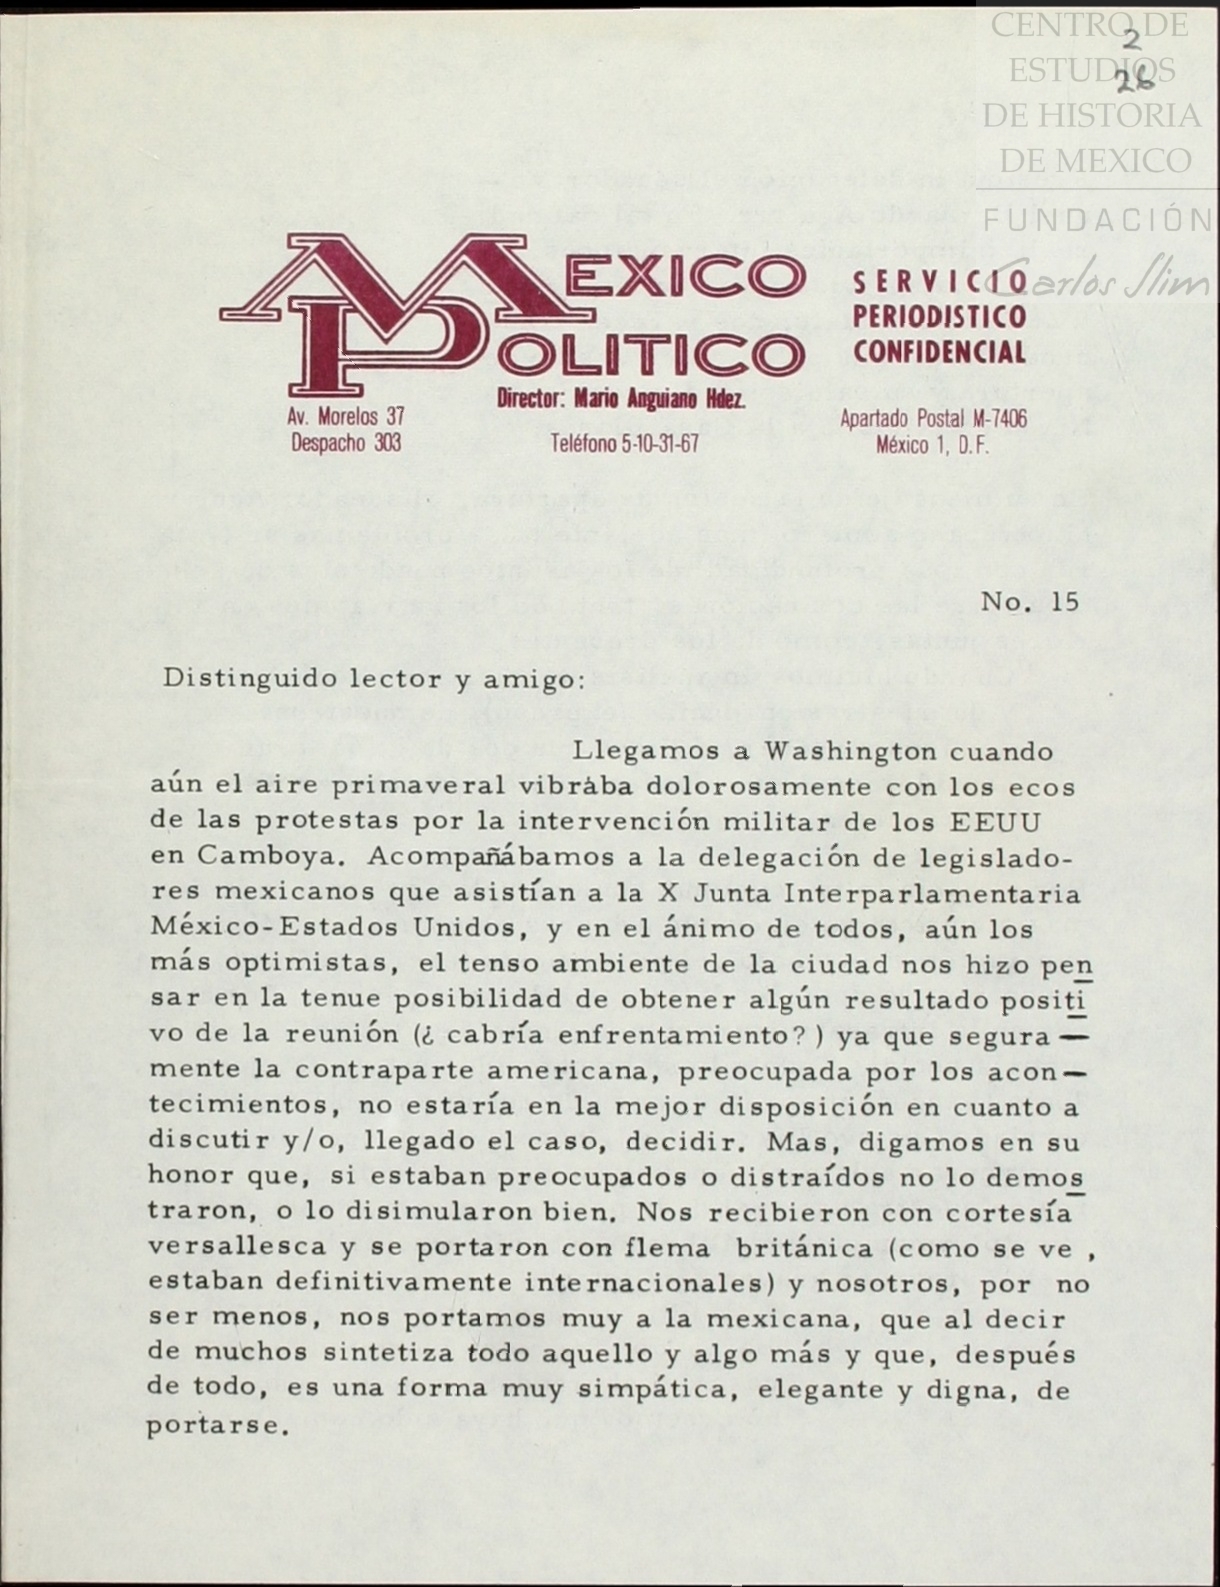 CENTRO DE
ESTUDIOS
DE HISTORIA
DE MEXICO
FUNDACIÓN
Carlos Slim
2
26
MEXICO
POLITICO
SERVICIO
PERIODISTICO
CONFIDENCIAL
Director: Mario Anguiano Hdez.
Av. Morelos 37
Despacho 303
Teléfono 5-10-31-67
Apartado Postal M-7406
México 1, D.F.
No. 15
Distinguido lector y amigo:
Llegamos a Washington cuando
aún el aire primaveral vibraba dolorosamente con los ecos
de las protestas por la intervención militar de los EEUU
en Camboya. Acompañábamos a la delegación de legislado-
res mexicanos que asistían a la X Junta Interparlamentaria
México-Estados Unidos, y en el ánimo de todos, aún los
más optimistas, el tenso ambiente de la ciudad nos hizo pen
sar en la tenue posibilidad de obtener algún resultado positi
vo de la reunión (¿ cabría enfrentamiento? ) ya que segura —
mente la contraparte americana, preocupada por los acon—
tecimientos, no estaría en la mejor disposición en cuanto a
discutir y/o, llegado el caso, decidir. Mas, digamos en su
honor que, si estaban preocupados o distraídos no lo demos
traron, o lo disimularon bien. Nos recibieron con cortesía
versallesca y se portaron con flema británica (como se ve ,
estaban definitivamente internacionales) y nosotros, por no
ser menos, nos portamos muy a la mexicana, que al decir
de muchos sintetiza todo aquello y algo más y que, después
de todo, es una forma muy simpática, elegante y digna, de
portarse.